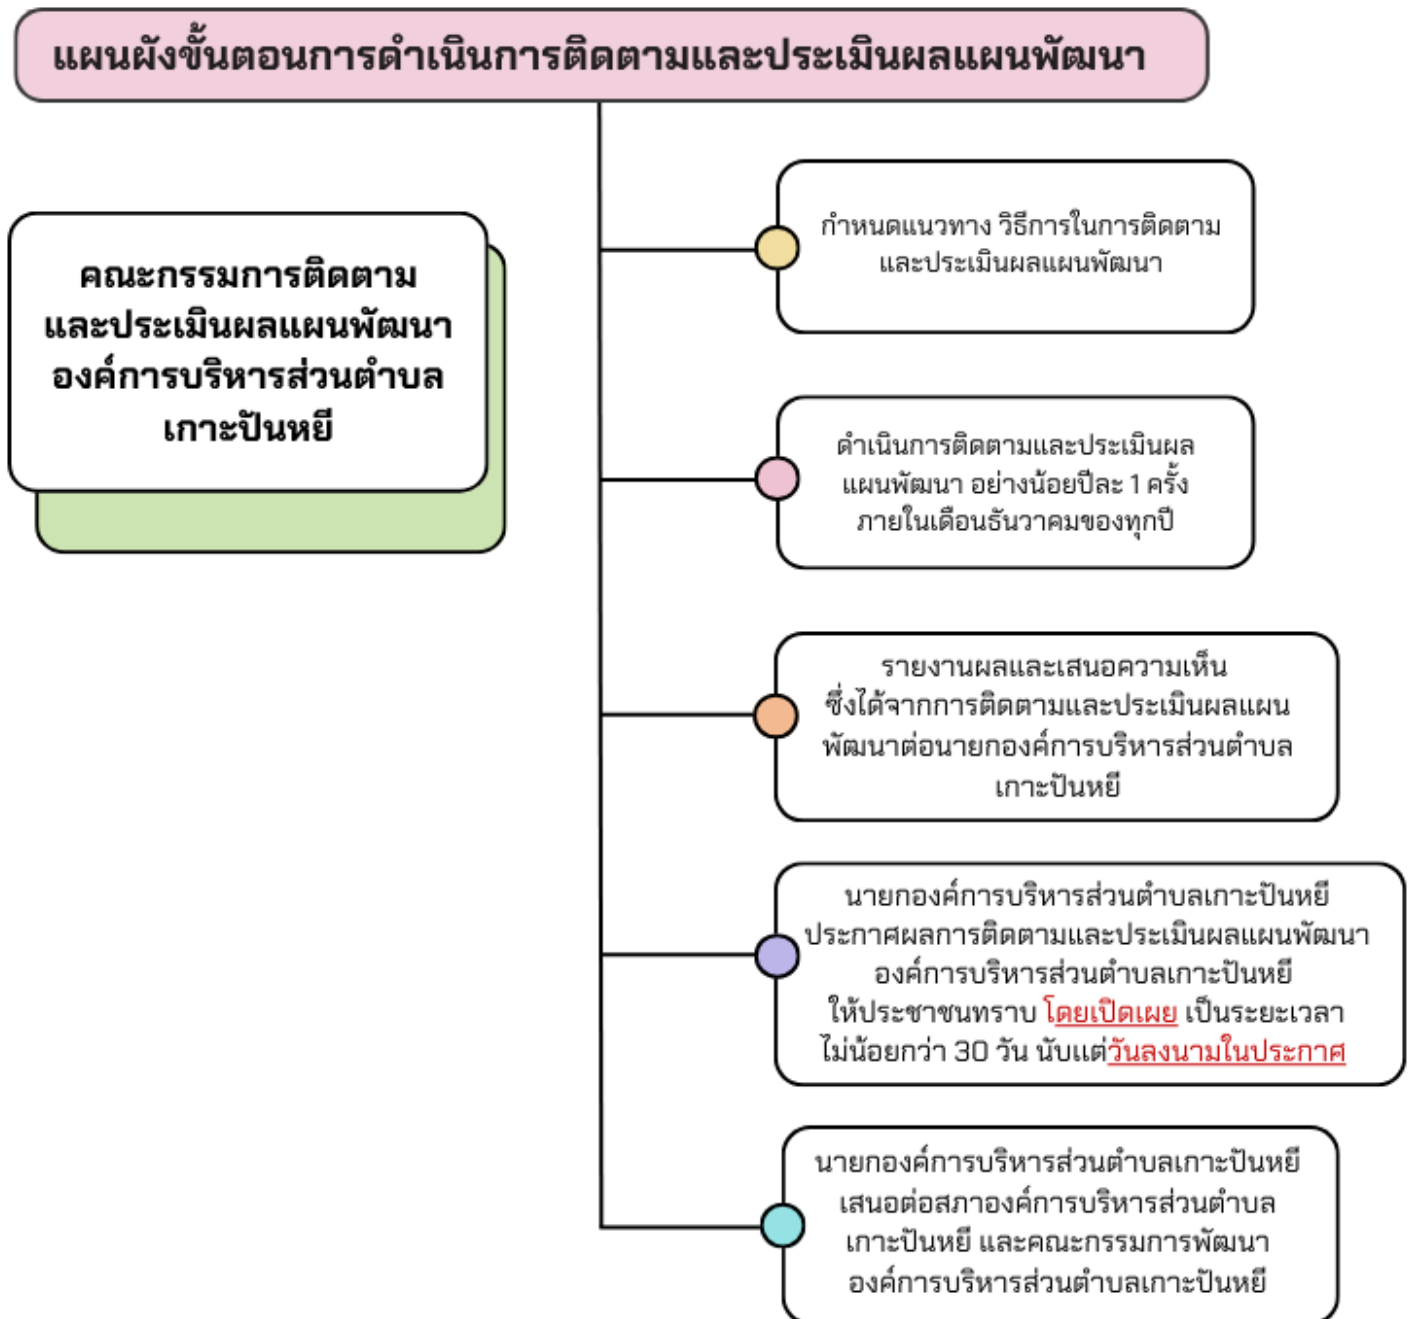 แผนผังขั้นตอนการดำเนินการติดตามและประเมินผลแผนพัฒนา
คณะกรรมการติดตาม
และประเมินผลแผนพัฒนา
องค์การบริหารส่วนตำบล
เกาะปันหยี
กำหนดแนวทาง วิธีการในการติดตาม
และประเมินผลแผนพัฒนา
ดำเนินการติดตามและประเมินผล
แผนพัฒนา อย่างน้อยปีละ 1 ครั้ง
ภายในเดือนธันวาคมของทุกปี
รายงานผลและเสนอความเห็น
ซึ่งได้จากการติดตามและประเมินผลแผน
พัฒนาต่อนายกองค์การบริหารส่วนตำบล
เกาะปันหยี
นายกองค์การบริหารส่วนตำบลเกาะปันหยี
ประกาศผลการติดตามและประเมินผลแผนพัฒนา
องค์การบริหารส่วนตำบลเกาะปันหยี
ให้ประชาชนทราบ โดยเปิดเผย เป็นระยะเวลา
ไม่น้อยกว่า 30 วัน นับแต่วันลงนามในประกาศ
นายกองค์การบริหารส่วนตำบลเกาะปันหยี
เสนอต่อสภาองค์การบริหารส่วนตำบล
เกาะปันหยี และคณะกรรมการพัฒนา
องค์การบริหารส่วนตำบลเกาะปันหยี